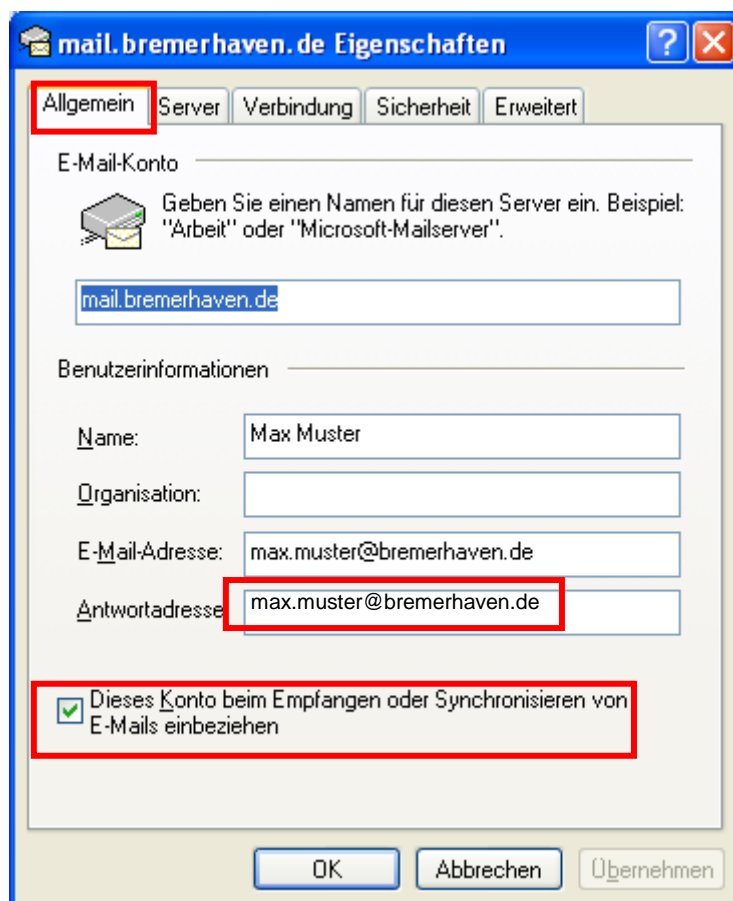 mail.bremerhaven.de Eigenschaften
Allgemein Server Verbindung Sicherheit Erweitert
E-Mail-Konto
Geben Sie einen Namen für diesen Server ein. Beispiel:
"Arbeit" oder "Microsoft-Mailserver".
mail.bremerhaven.de
Benutzerinformationen
Name: Max Muster
Organisation:
E-Mail-Adresse: max.muster@bremerhaven.de
Antwortadresse max.muster@bremerhaven.de
Dieses Konto beim Empfangen oder Synchronisieren von
E-Mails einbeziehen
OK Abbrechen Übernehmen